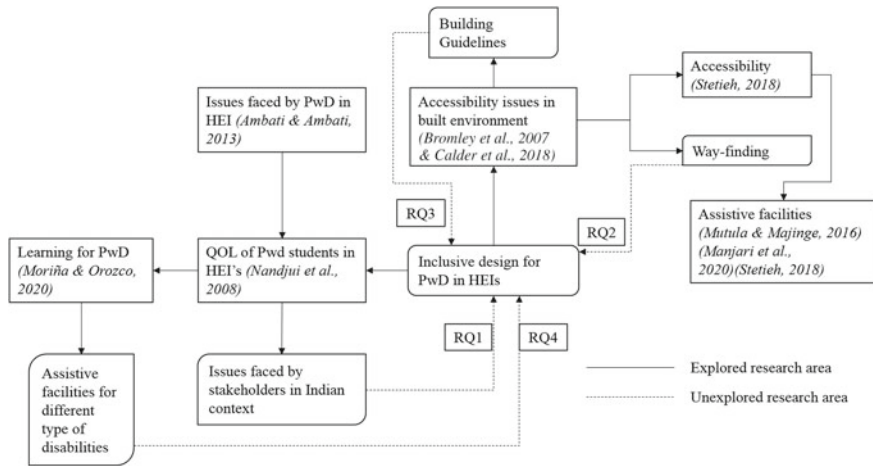 Building
Guidelines
Issues faced by PwD in
HEI (Ambati & Ambati,
2013)
Accessibility issues in
built environment
(Bromley et al., 2007
& Calder et al., 2018)
Accessibility
(Stetieh, 2018)
Way-finding
Assistive facilities
(Mutula & Majinge, 2016)
(Manjari et al.,
2020)(Stetieh, 2018)
RQ3
RQ2
Learning for PwD
(Moriña & Orozco,
2020)
QOL of Pwd students in
HEI's (Nandjui et al.,
2008)
Inclusive design for
PwD in HEIs
RQ1
RQ4
Assistive
facilities for
different
type of
disabilities
Issues faced by
stakeholders in Indian
context
Explored research area
Unexplored research area